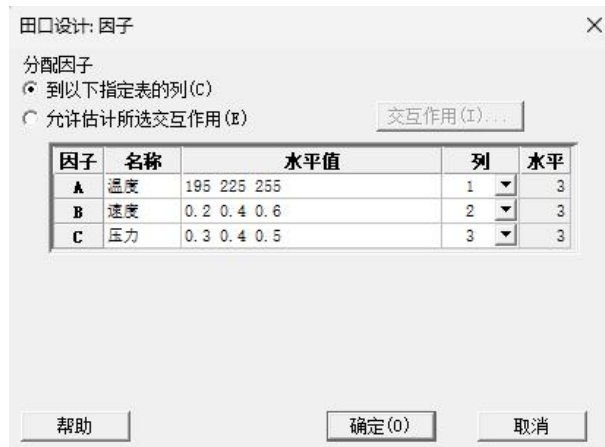 田口设计: 因子
分配因子
到以下指定表的列(C)
允许估计所选交互作用(E)
交互作用(I)...
因子 名称 水平值 列 水平
A 温度 195 225 255 1 3
B 速度 0.2 0.4 0.6 2 3
C 压力 0.3 0.4 0.5 3 3
帮助 确定(O) 取消